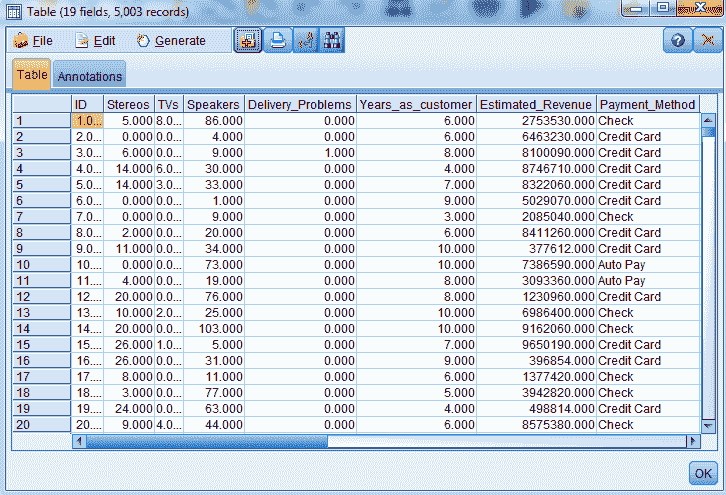 Table (19 fields, 5,003 records)
File Edit Generate
Table Annotations
ID Stereos TVs Speakers Delivery_Problems Years_as_customer Estimated_Revenue Payment_Method
1 1.0... 5.000 8.0... 86.000 0.000 6.000 2753530.000 Check
2 2.0... 0.000 0.0... 4.000 0.000 6.000 6463230.000 Credit Card
3 3.0... 6.000 0.0... 9.000 1.000 8.000 8100090.000 Credit Card
4 4.0... 14.000 6.0... 30.000 0.000 4.000 8746710.000 Credit Card
5 5.0... 14.000 3.0... 33.000 0.000 7.000 8322060.000 Credit Card
6 6.0... 0.000 0.0... 1.000 0.000 9.000 5029070.000 Credit Card
7 7.0... 0.000 0.0... 9.000 0.000 3.000 2085040.000 Check
8 8.0... 2.000 0.0... 20.000 0.000 6.000 8411260.000 Credit Card
9 9.0... 11.000 0.0... 34.000 0.000 10.000 377612.000 Credit Card
10 10.... 0.000 0.0... 73.000 0.000 10.000 7386590.000 Auto Pay
11 11.... 4.000 0.0... 19.000 0.000 8.000 3093360.000 Auto Pay
12 12.... 20.000 0.0... 76.000 0.000 8.000 1230960.000 Credit Card
13 13.... 10.000 2.0... 25.000 0.000 10.000 6986400.000 Check
14 14.... 20.000 0.0... 103.000 0.000 10.000 9162060.000 Check
15 15.... 26.000 1.0... 5.000 0.000 7.000 9650190.000 Credit Card
16 16.... 26.000 0.0... 31.000 0.000 9.000 396854.000 Credit Card
17 17.... 8.000 0.0... 11.000 0.000 6.000 1377420.000 Check
18 18.... 3.000 0.0... 77.000 0.000 5.000 3942820.000 Check
19 19.... 24.000 0.0... 63.000 0.000 4.000 498814.000 Credit Card
20 20.... 9.000 4.0... 44.000 0.000 6.000 8575380.000 Check
OK